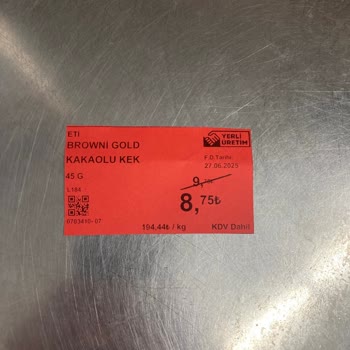 ETI
BROWNİ GOLD
KAKAOLU KEK
45 G
L104
YERLİ
ÜRETİM
F.D.Tarihi:
27.06.2025
9,
8,75₺
194,44₺ / kg
KDV Dahil